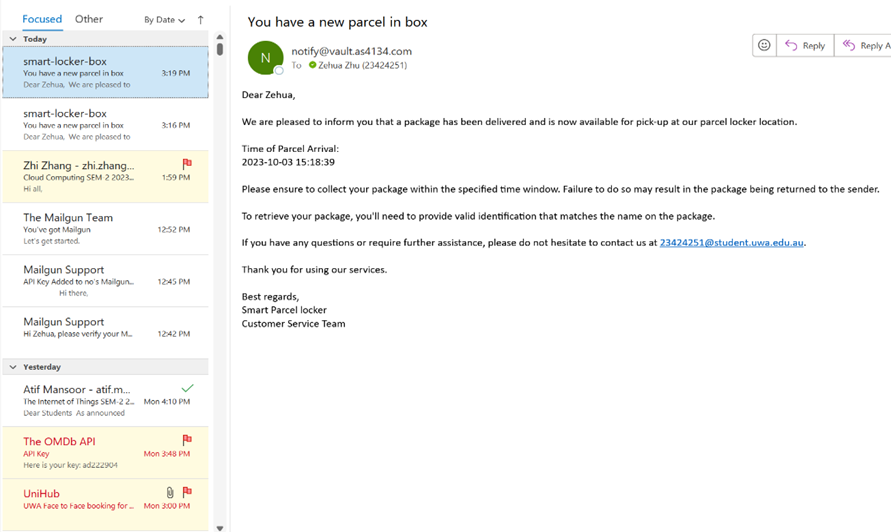 Focused Other By Date
Today
smart-locker-box
You have a new parcel in box 3:19 PM
Dear Zehua, We are pleased to
smart-locker-box
You have a new parcel in box 3:16 PM
Dear Zehua, We are pleased to
Zhi Zhang - zhi.zhang...
Cloud Computing SEM-2 2023... 1:59 PM
Hi all,
The Mailgun Team
You've got Mailgun 12:52 PM
Let's get started.
Mailgun Support
API Key Added to no's Mailgun... 12:45 PM
Hi there,
Mailgun Support
Hi Zehua, please verify your M... 12:42 PM
Yesterday
Atif Mansoor - atif.m...
The Internet of Things SEM-2 2... Mon 4:10 PM
Dear Students As announced
The OMDb API
API Key Mon 3:48 PM
Here is your key: ad222904
UniHub
UWA Face to Face booking for ... Mon 3:00 PM
You have a new parcel in box
N
notify@vault.as4134.com
To Zehua Zhu (23424251)
Reply Reply A
Dear Zehua,
We are pleased to inform you that a package has been delivered and is now available for pick-up at our parcel locker location.
Time of Parcel Arrival:
2023-10-03 15:18:39
Please ensure to collect your package within the specified time window. Failure to do so may result in the package being returned to the sender.
To retrieve your package, you'll need to provide valid identification that matches the name on the package.
If you have any questions or require further assistance, please do not hesitate to contact us at 23424251@student.uwa.edu.au.
Thank you for using our services.
Best regards,
Smart Parcel locker
Customer Service Team